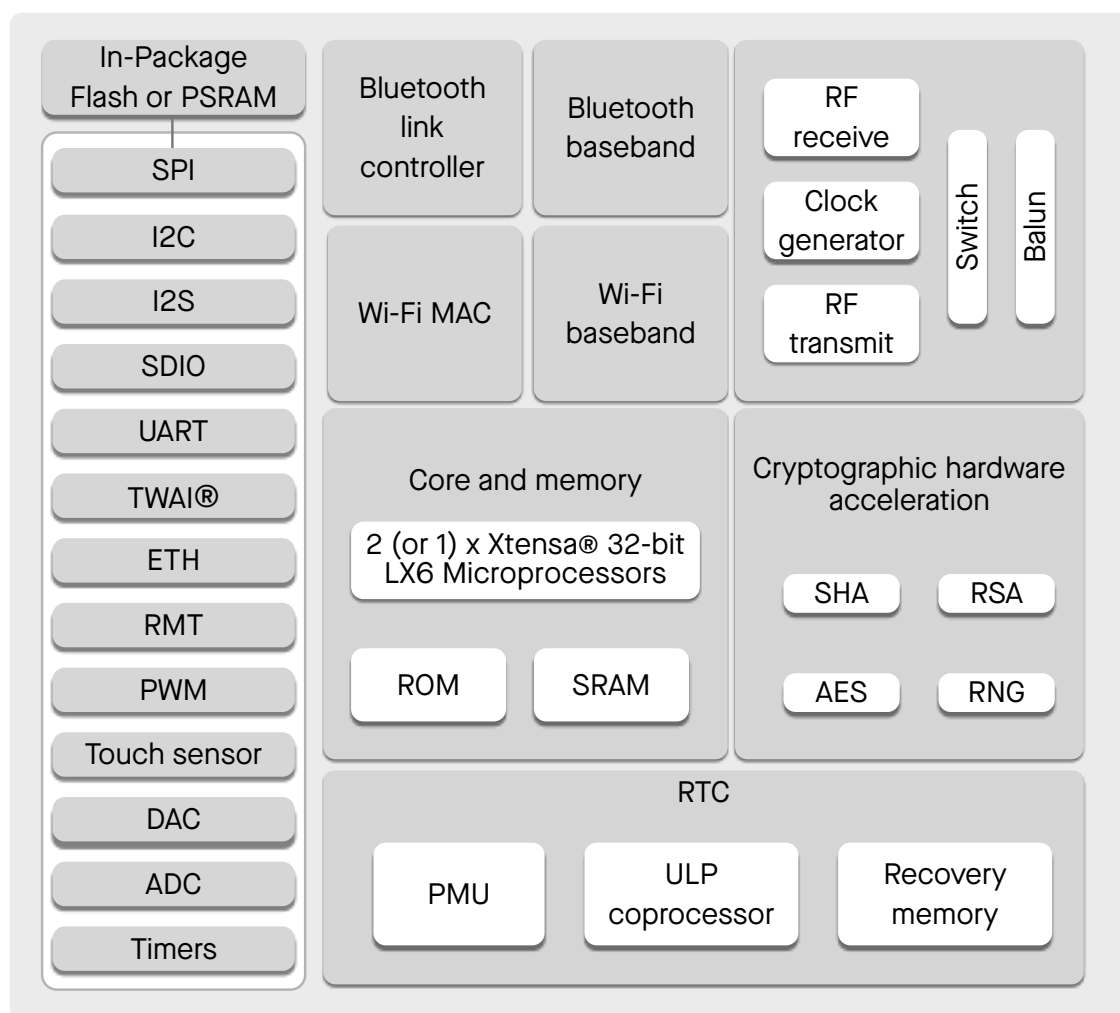 In-Package
Flash or PSRAM
SPI
I2C
I2S
SDIO
UART
TWAI®
ETH
RMT
PWM
Touch sensor
DAC
ADC
Timers
Bluetooth
link
controller
Bluetooth
baseband
Wi-Fi MAC
Wi-Fi
baseband
RF
receive
Clock
generator
RF
transmit
Switch
Balun
Core and memory
2 (or 1) x Xtensa® 32-bit
LX6 Microprocessors
ROM
SRAM
Cryptographic hardware
acceleration
SHA
RSA
AES
RNG
RTC
PMU
ULP
coprocessor
Recovery
memory